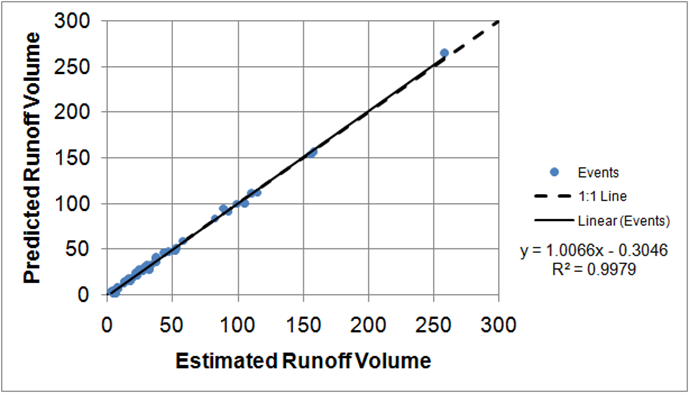 300
250
200
150
100
50
0
Predicted Runoff Volume
0 50 100 150 200 250 300
Estimated Runoff Volume
Events
1:1 Line
Linear (Events)
y = 1.0066x - 0.3046
R² = 0.9979